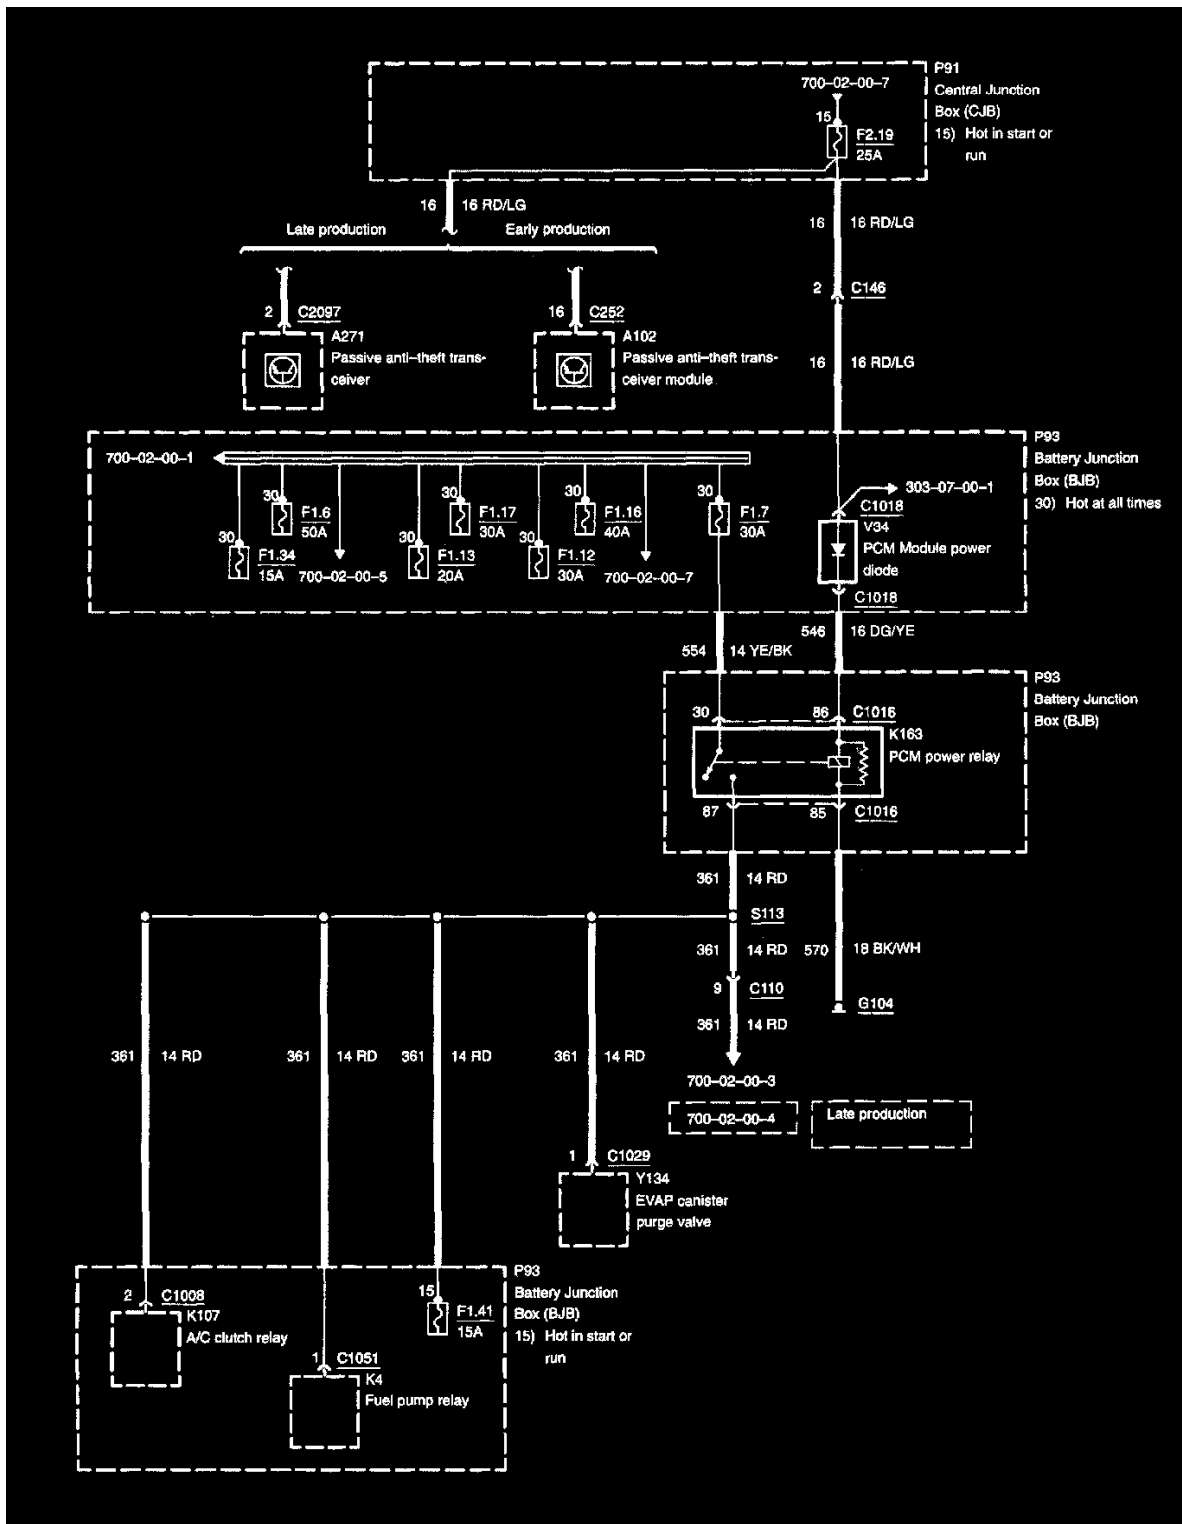 P91
700-02-00-7
Central Junction
Box (CJB)
15
15) Hot in start or
run
F2.19
25A
16 16 RD/LG
16 16 RD/LG
Late production
Early production
2 C146
2 C2097
16 C252
A271
Passive anti-theft trans-
ceiver
A102
Passive anti-theft trans-
ceiver module
16 16 RD/LG
P93
Battery Junction
Box (BJB)
30) Hot at all times
700-02-00-1
303-07-00-1
30
F1.6
50A
30
F1.17
30A
30
F1.16
40A
30
F1.7
30A
C1018
V34
PCM Module power
diode
30
F1.34
15A
700-02-00-5
30
F1.13
20A
30
F1.12
30A
700-02-00-7
C1018
546 16 DG/YE
554 14 YE/BK
P93
Battery Junction
Box (BJB)
30 86 C1016
K163
PCM power relay
87 85 C1016
361 14 RD
S113
361 14 RD
570 18 BK/WH
9 C110
G104
361 14 RD
361 14 RD
361 14 RD
361 14 RD
361 14 RD
700-02-00-3
700-02-00-4
Late production
1 C1029
Y134
EVAP canister
purge valve
P93
Battery Junction
Box (BJB)
15) Hot in start or
run
2 C1008
K107
A/C clutch relay
15
F1.41
15A
1 C1051
K4
Fuel pump relay